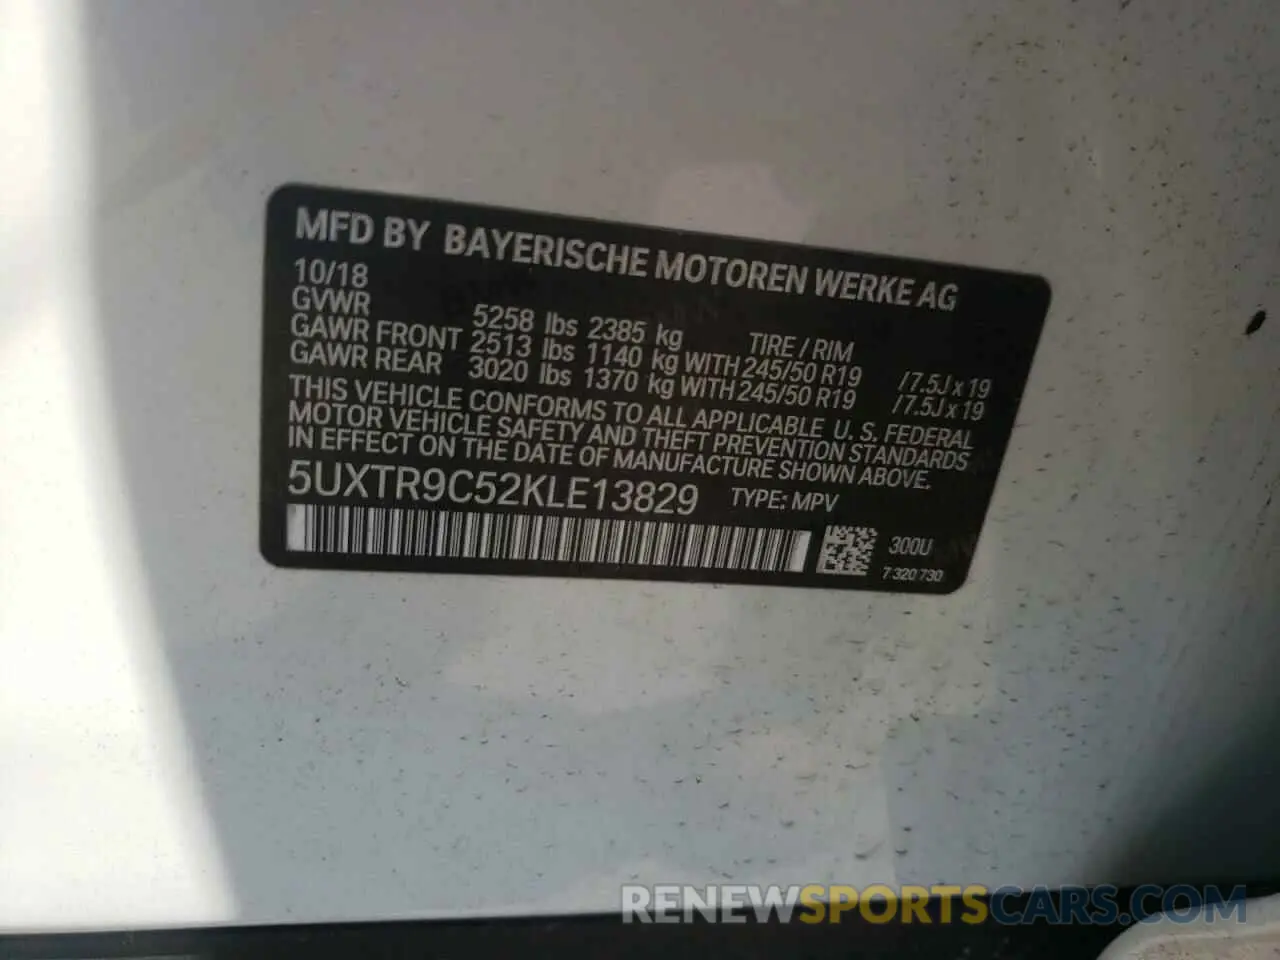 MFD BY BAYERISCHE MOTOREN WERKE AG
10/18
GVWR 5258 lbs 2385 kg TIRE / RIM
GAWR FRONT 2513 lbs 1140 kg WITH 245/50 R19 /7.5J x 19
GAWR REAR 3020 lbs 1370 kg WITH 245/50 R19 /7.5J x 19
THIS VEHICLE CONFORMS TO ALL APPLICABLE U. S. FEDERAL
MOTOR VEHICLE SAFETY AND THEFT PREVENTION STANDARDS
IN EFFECT ON THE DATE OF MANUFACTURE SHOWN ABOVE.
5UXTR9C52KLE13829 TYPE: MPV
300U
7 320 730
RENEWSPORTSCARS.COM